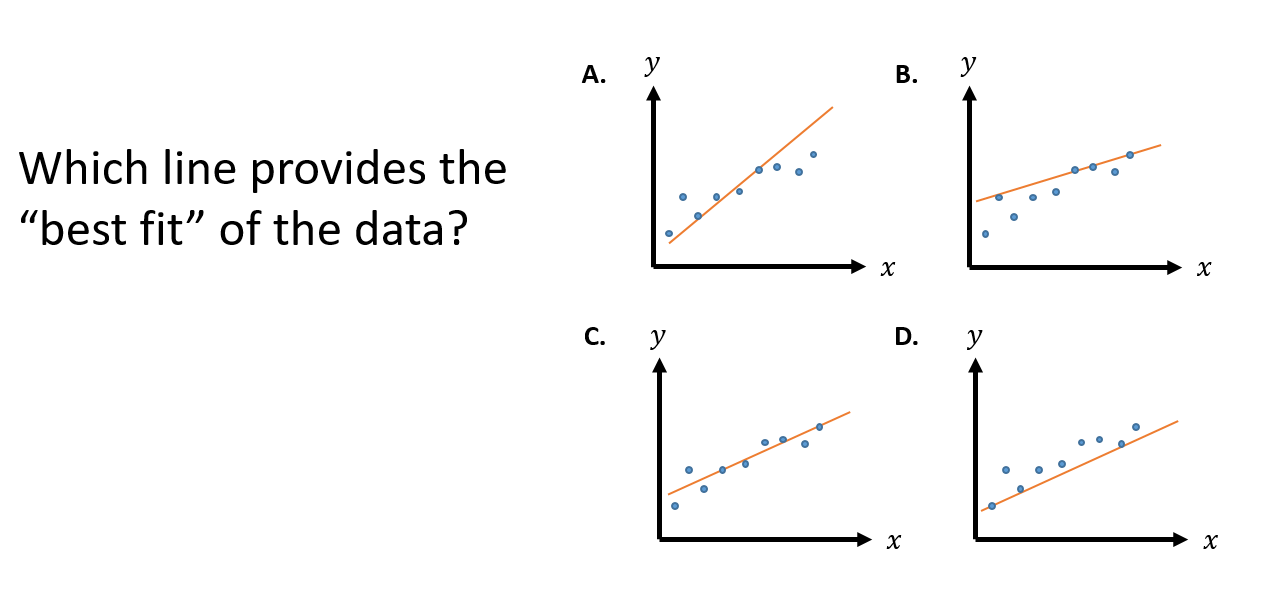 Which line provides the
“best fit” of the data?
A.
y
x
B.
y
x
C.
y
x
D.
y
x